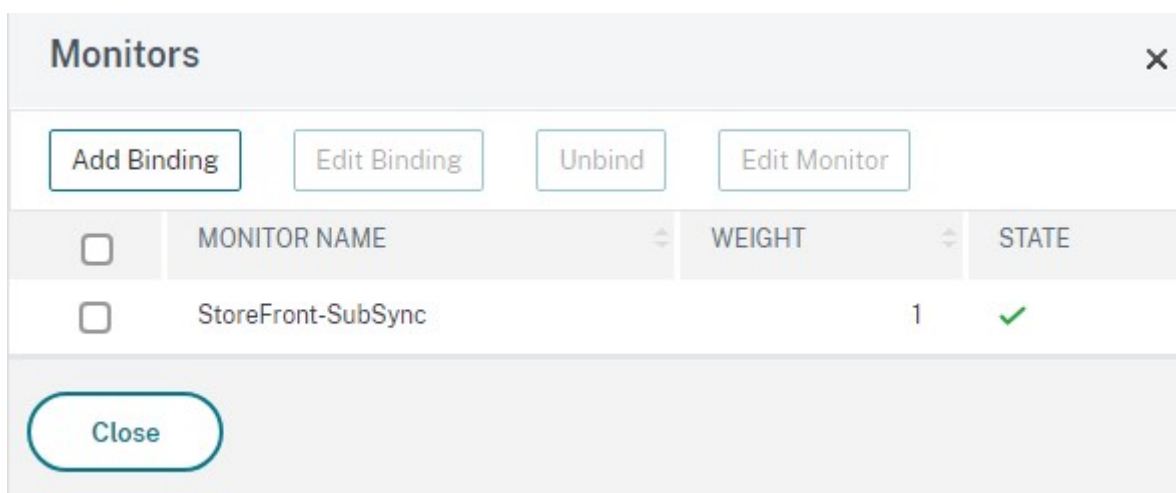 Monitors
Add Binding Edit Binding Unbind Edit Monitor
MONITOR NAME WEIGHT STATE
StoreFront-SubSync 1
Close